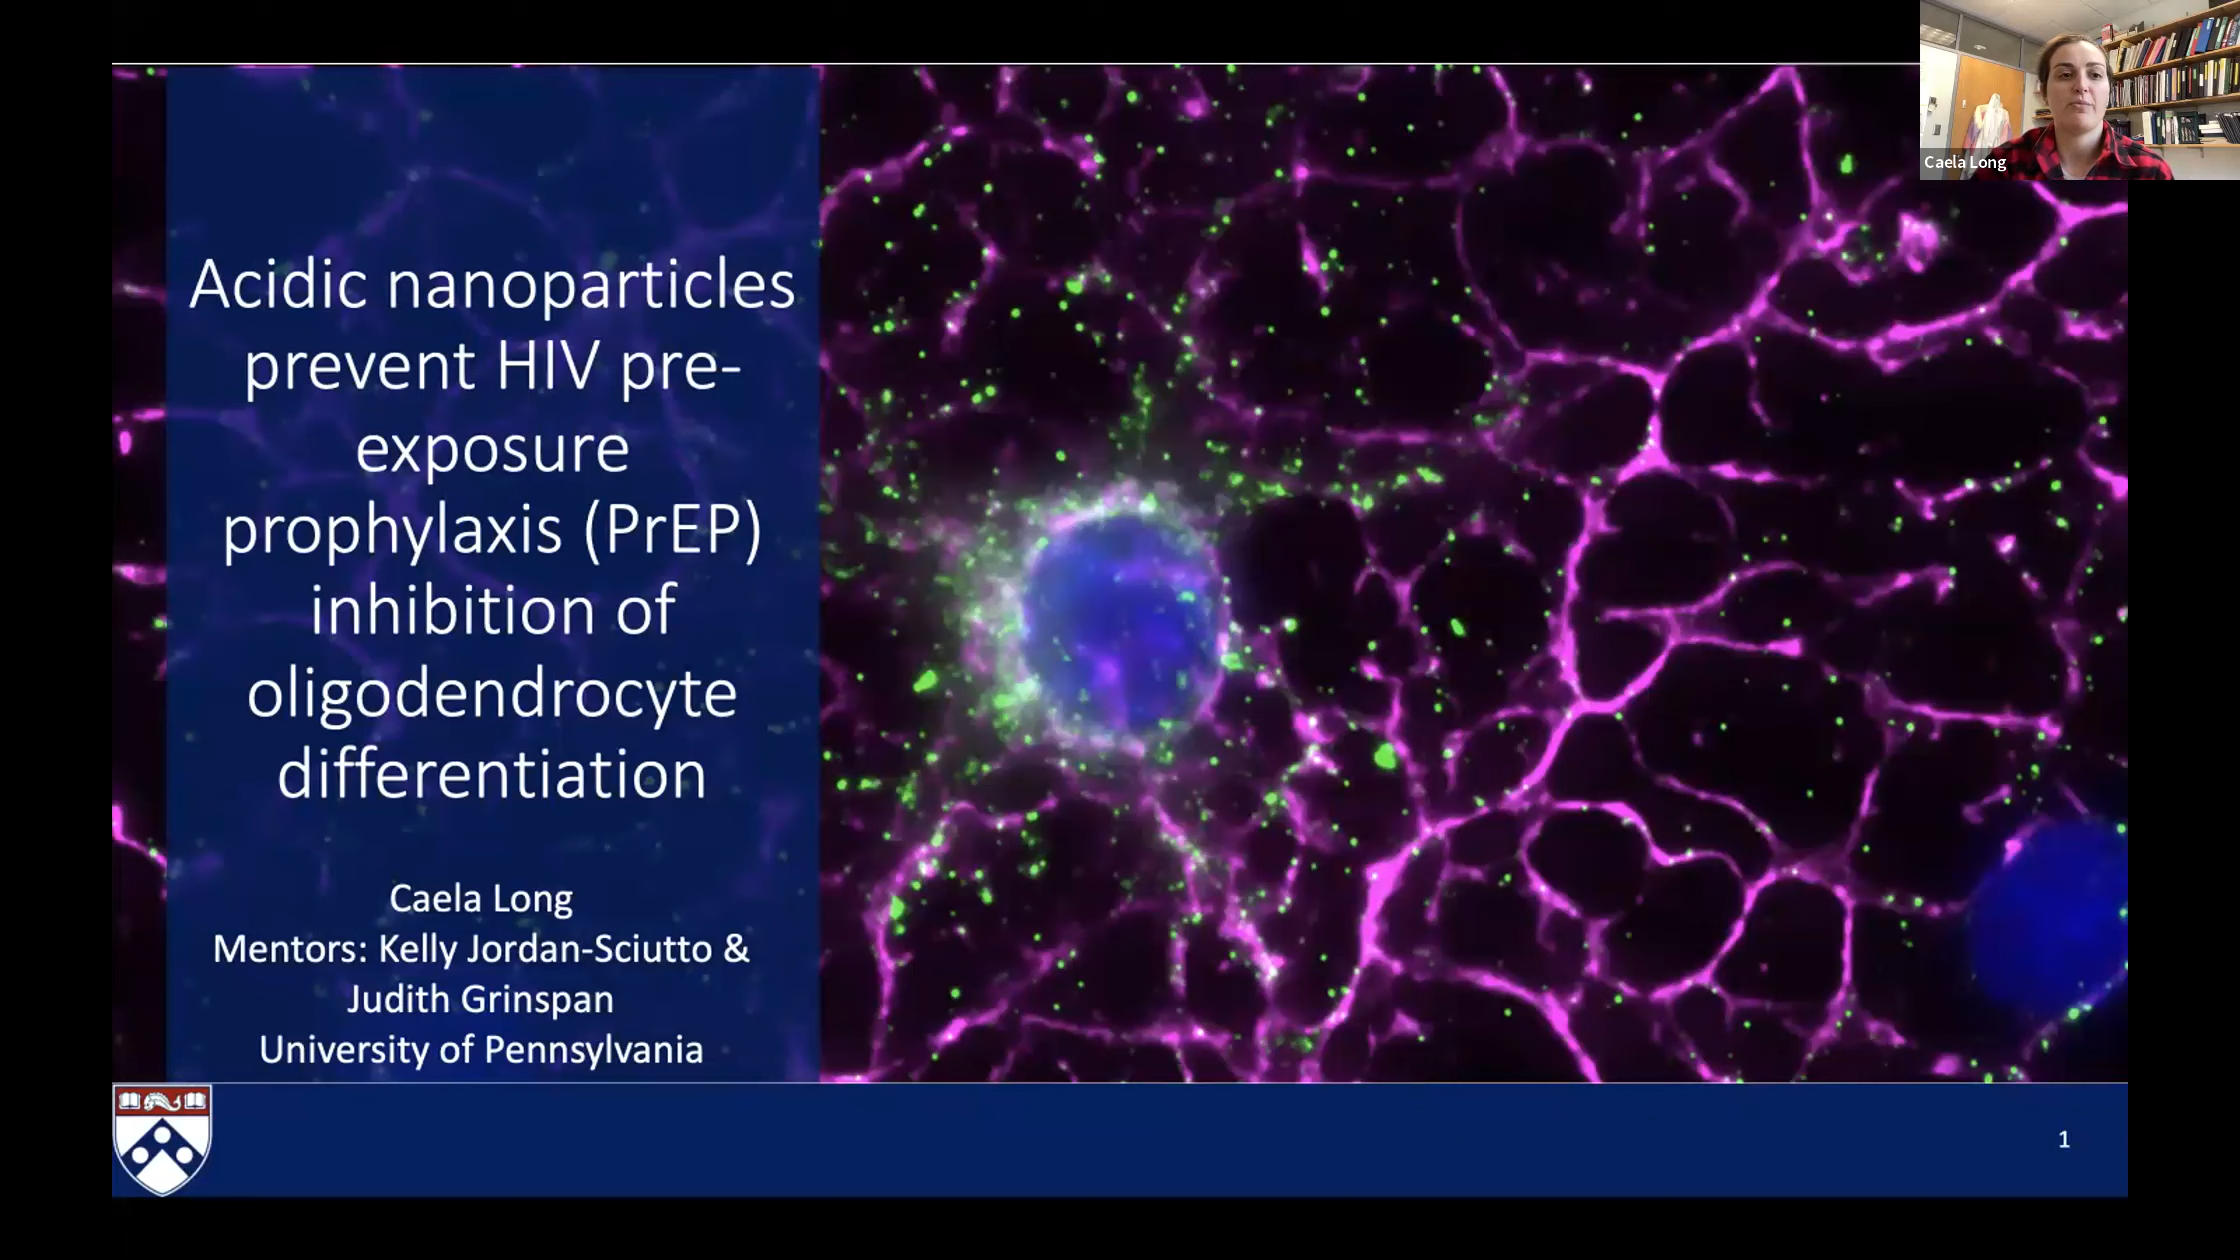 Caela Long
Acidic nanoparticles
prevent HIV pre-
exposure
prophylaxis (PrEP)
inhibition of
oligodendrocyte
differentiation
Caela Long
Mentors: Kelly Jordan-Sciutto &
Judith Grinspan
University of Pennsylvania
1